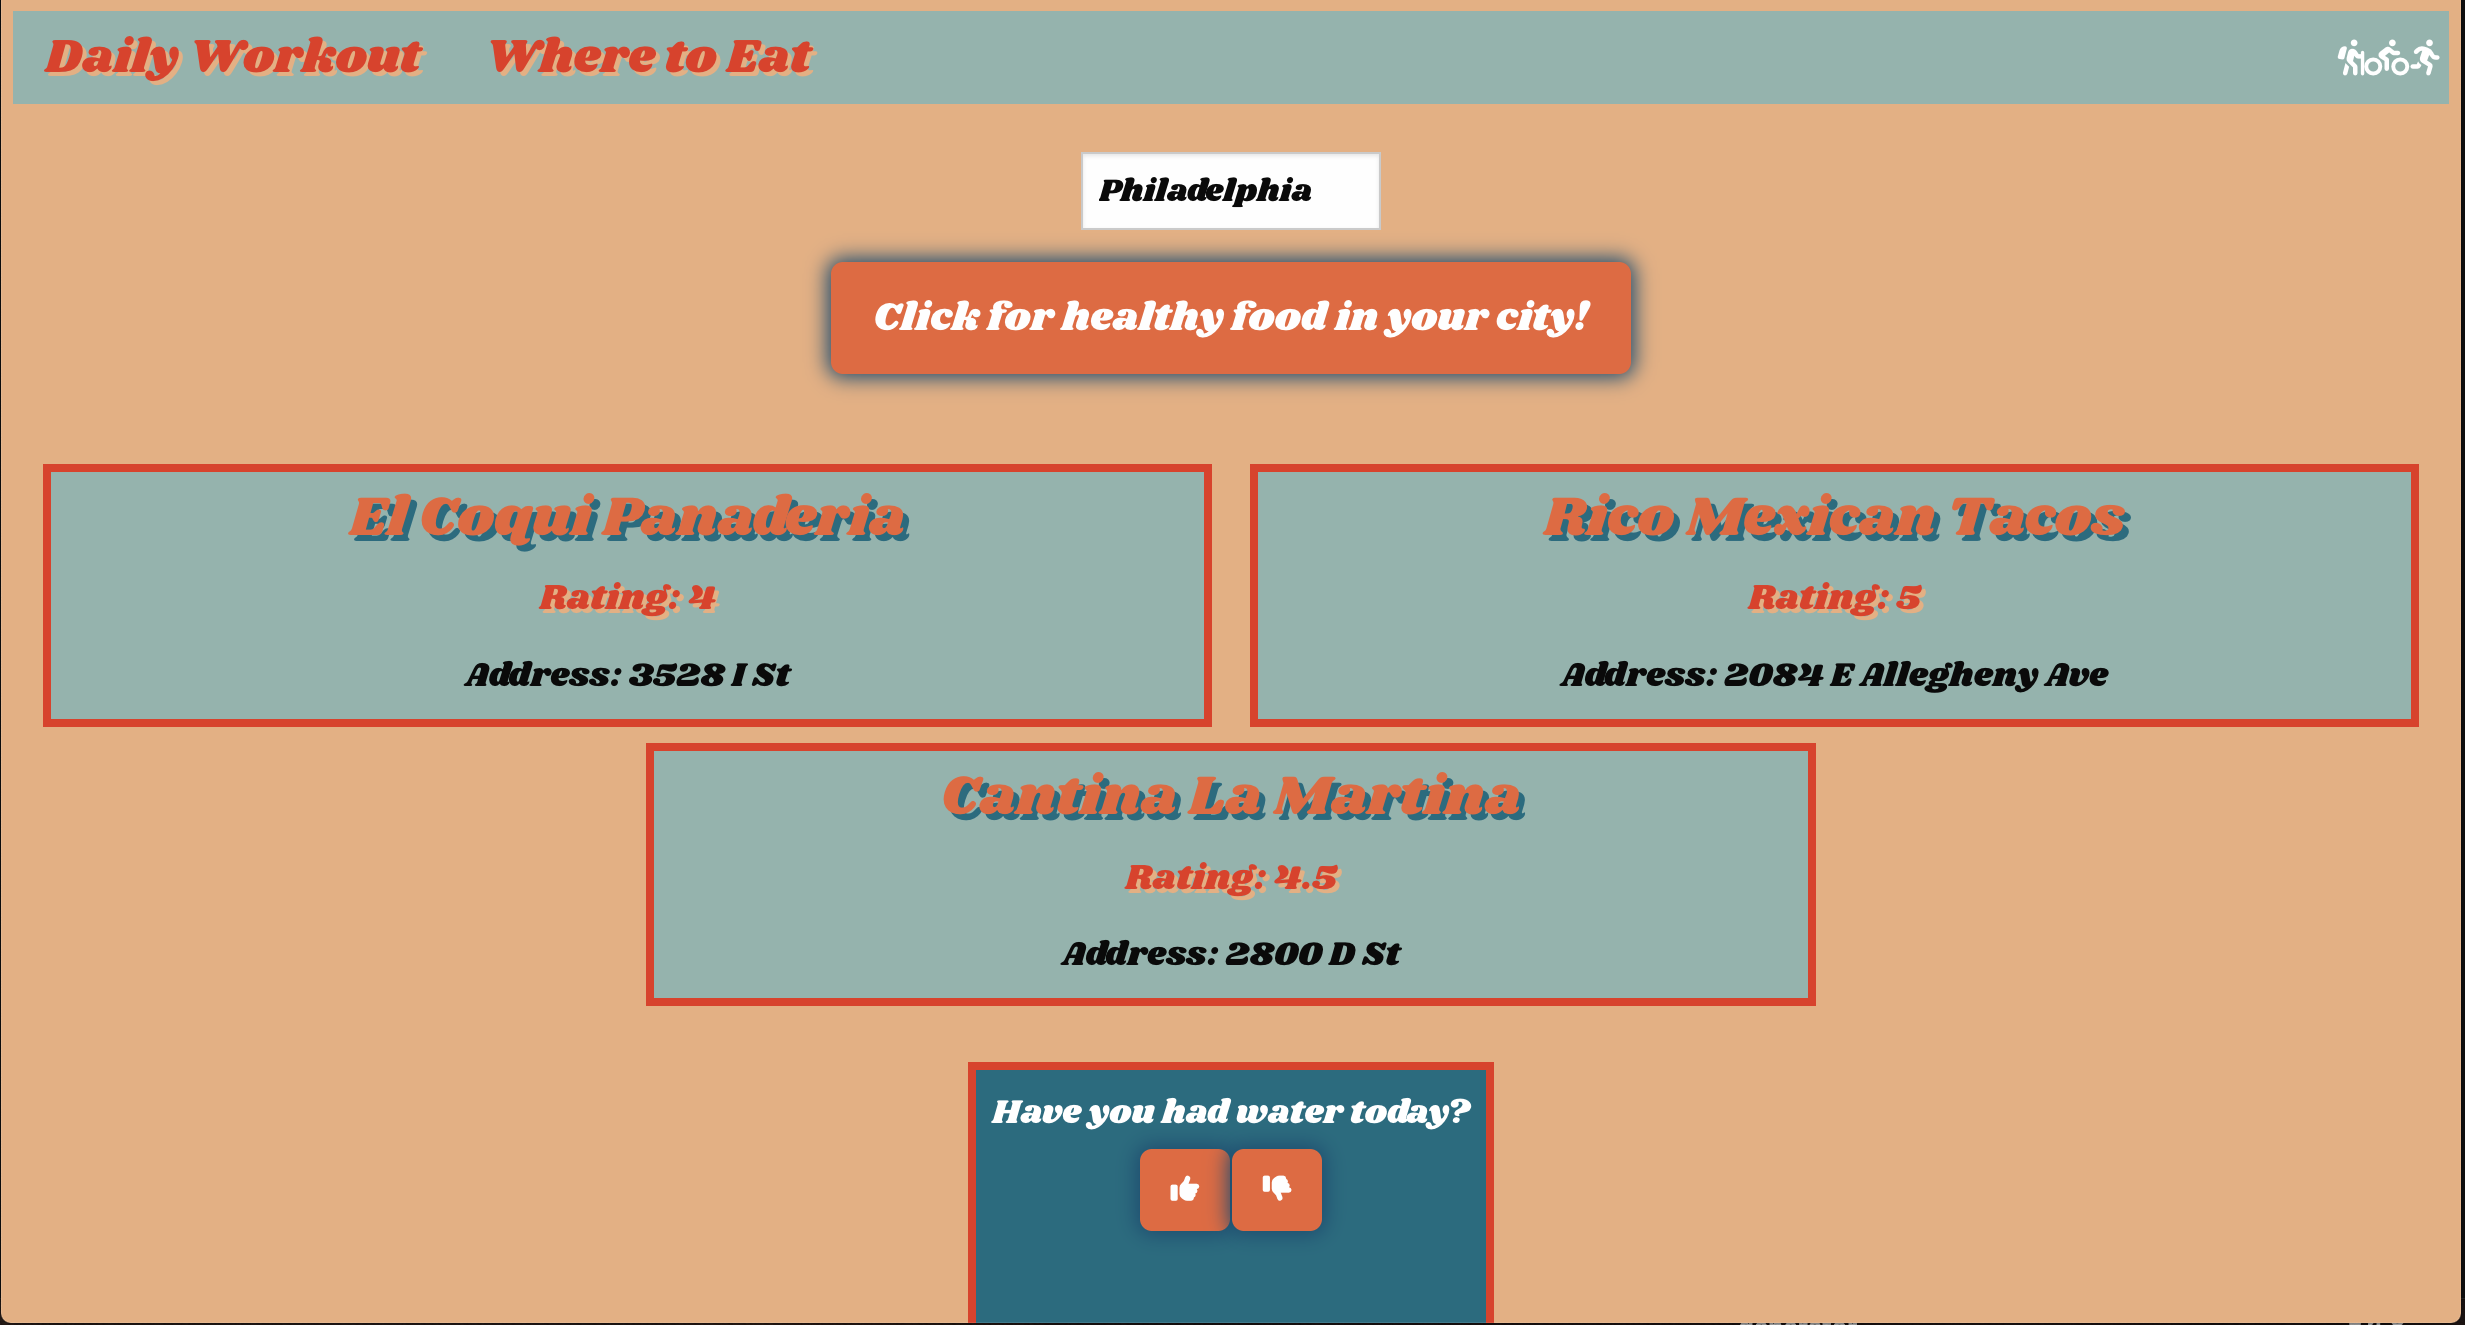 Daily Workout Where to Eat
Philadelphia
Click for healthy food in your city!
El Coqui Panaderia
Rating: 4
Address: 3528 I St
Rico Mexican Tacos
Rating: 5
Address: 2084 E Allegheny Ave
Cantina La Martina
Rating: 4.5
Address: 2800 D St
Have you had water today?